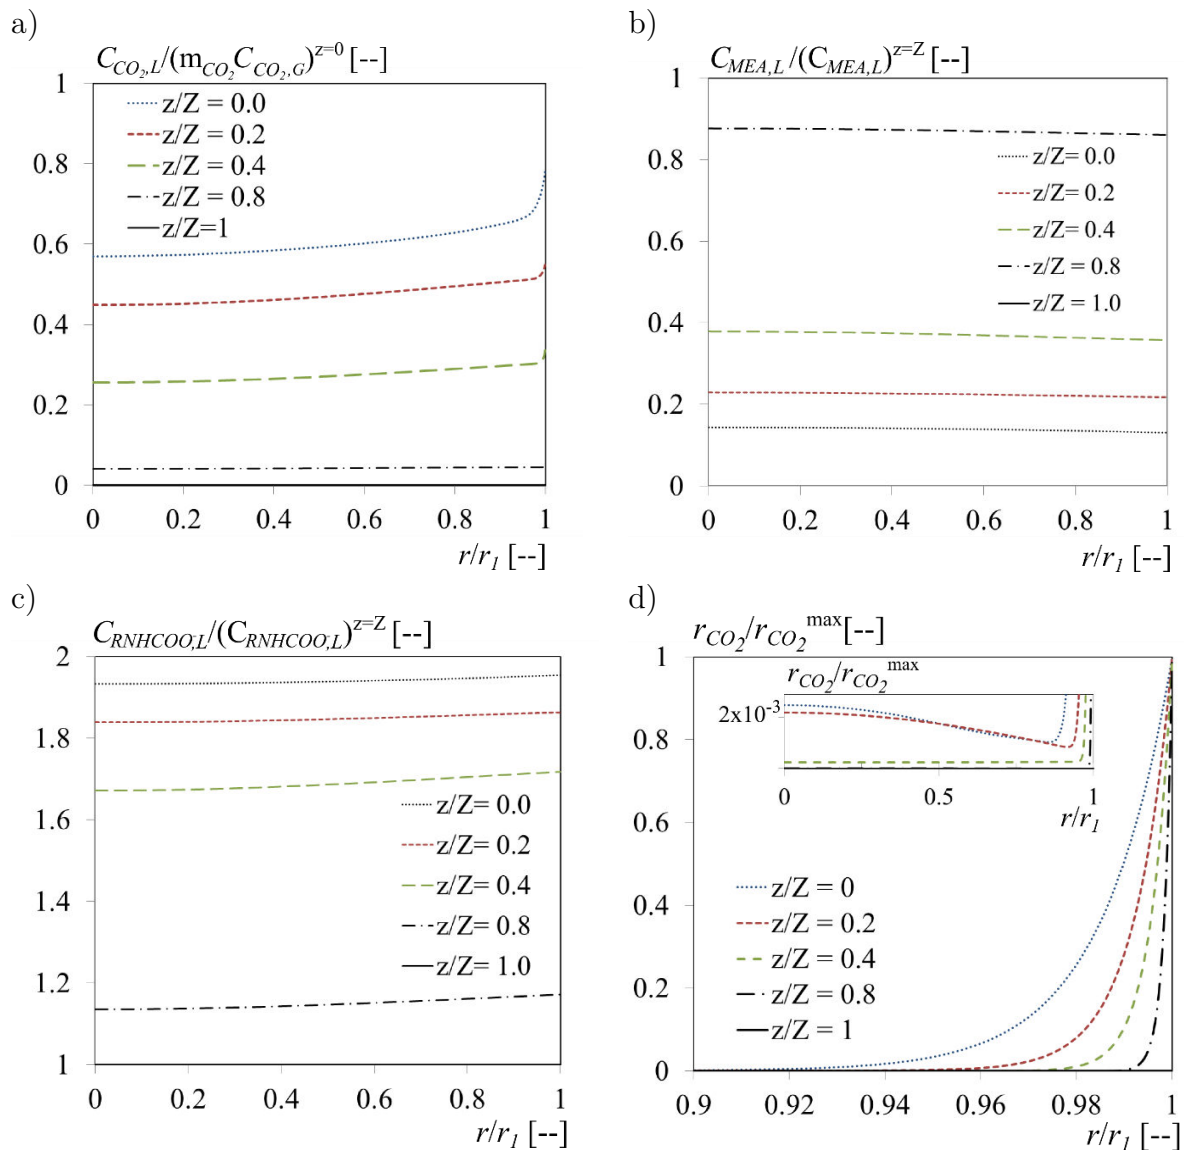 a)
C_{CO_2,L}/(m_{CO_2}C_{CO_2,G})^{z=0} [--]
1
0.8
0.6
0.4
0.2
0
z/Z = 0.0
z/Z = 0.2
z/Z = 0.4
z/Z = 0.8
z/Z=1
0 0.2 0.4 0.6 0.8 1
r/r_1 [--]
b)
C_{MEA,L}/(C_{MEA,L})^{z=Z} [--]
1
0.8
0.6
0.4
0.2
0
z/Z= 0.0
z/Z= 0.2
z/Z= 0.4
z/Z = 0.8
z/Z = 1.0
0 0.2 0.4 0.6 0.8 1
r/r_1 [--]
c)
C_{RNHCOO^-,L}/(C_{RNHCOO^-,L})^{z=Z} [--]
2
1.8
1.6
1.4
1.2
1
z/Z= 0.0
z/Z= 0.2
z/Z= 0.4
z/Z= 0.8
z/Z= 1.0
0 0.2 0.4 0.6 0.8 1
r/r_1 [--]
d)
r_{CO2}/r_{CO2}^{max}[--]
1
0.8
0.6
0.4
0.2
0
r_{CO2}/r_{CO2}^{max}
2x10^{-3}
0 0.5 1
r/r_1
z/Z = 0
z/Z = 0.2
z/Z = 0.4
z/Z = 0.8
z/Z = 1
0.9 0.92 0.94 0.96 0.98 1
r/r_1 [--]